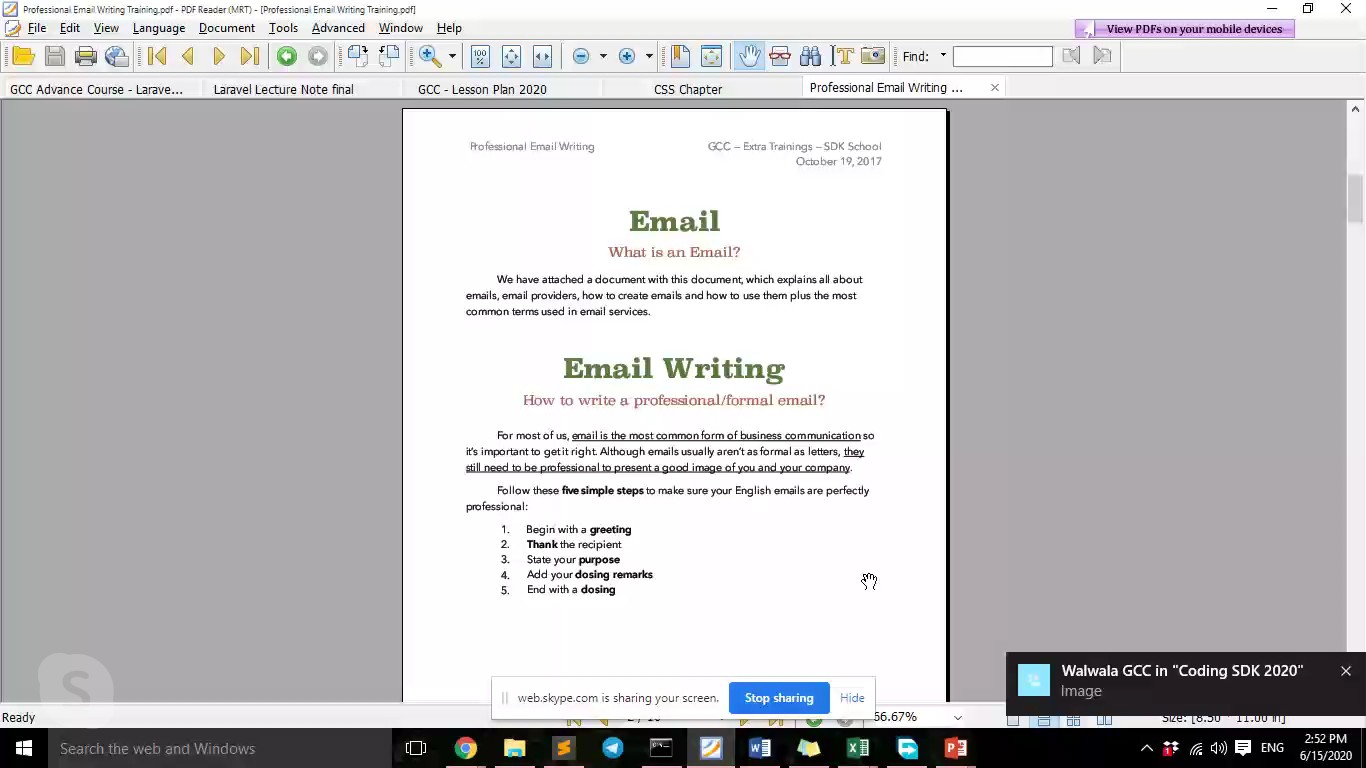 Professional Email Writing Training.pdf - PDF Reader (MRT) - [Professional Email Writing Training.pdf]
File Edit View Language Document Tools Advanced Window Help
View PDFs on your mobile devices
Find:
GCC Advance Course - Larave...
Laravel Lecture Note final
GCC - Lesson Plan 2020
CSS Chapter
Professional Email Writing ...
Professional Email Writing
GCC – Extra Trainings – SDK School
October 19, 2017
Email
What is an Email?
We have attached a document with this document, which explains all about
emails, email providers, how to create emails and how to use them plus the most
common terms used in email services.
Email Writing
How to write a professional/formal email?
For most of us, email is the most common form of business communication so
it's important to get it right. Although emails usually aren't as formal as letters, they
still need to be professional to present a good image of you and your company.
Follow these five simple steps to make sure your English emails are perfectly
professional:
1. Begin with a greeting
2. Thank the recipient
3. State your purpose
4. Add your closing remarks
5. End with a closing
Walwala GCC in "Coding SDK 2020"
Image
web.skype.com is sharing your screen.
Stop sharing
Hide
Ready
66.67%
Size: [8.50 * 11.00 in]
Search the web and Windows
ENG
2:52 PM
6/15/2020